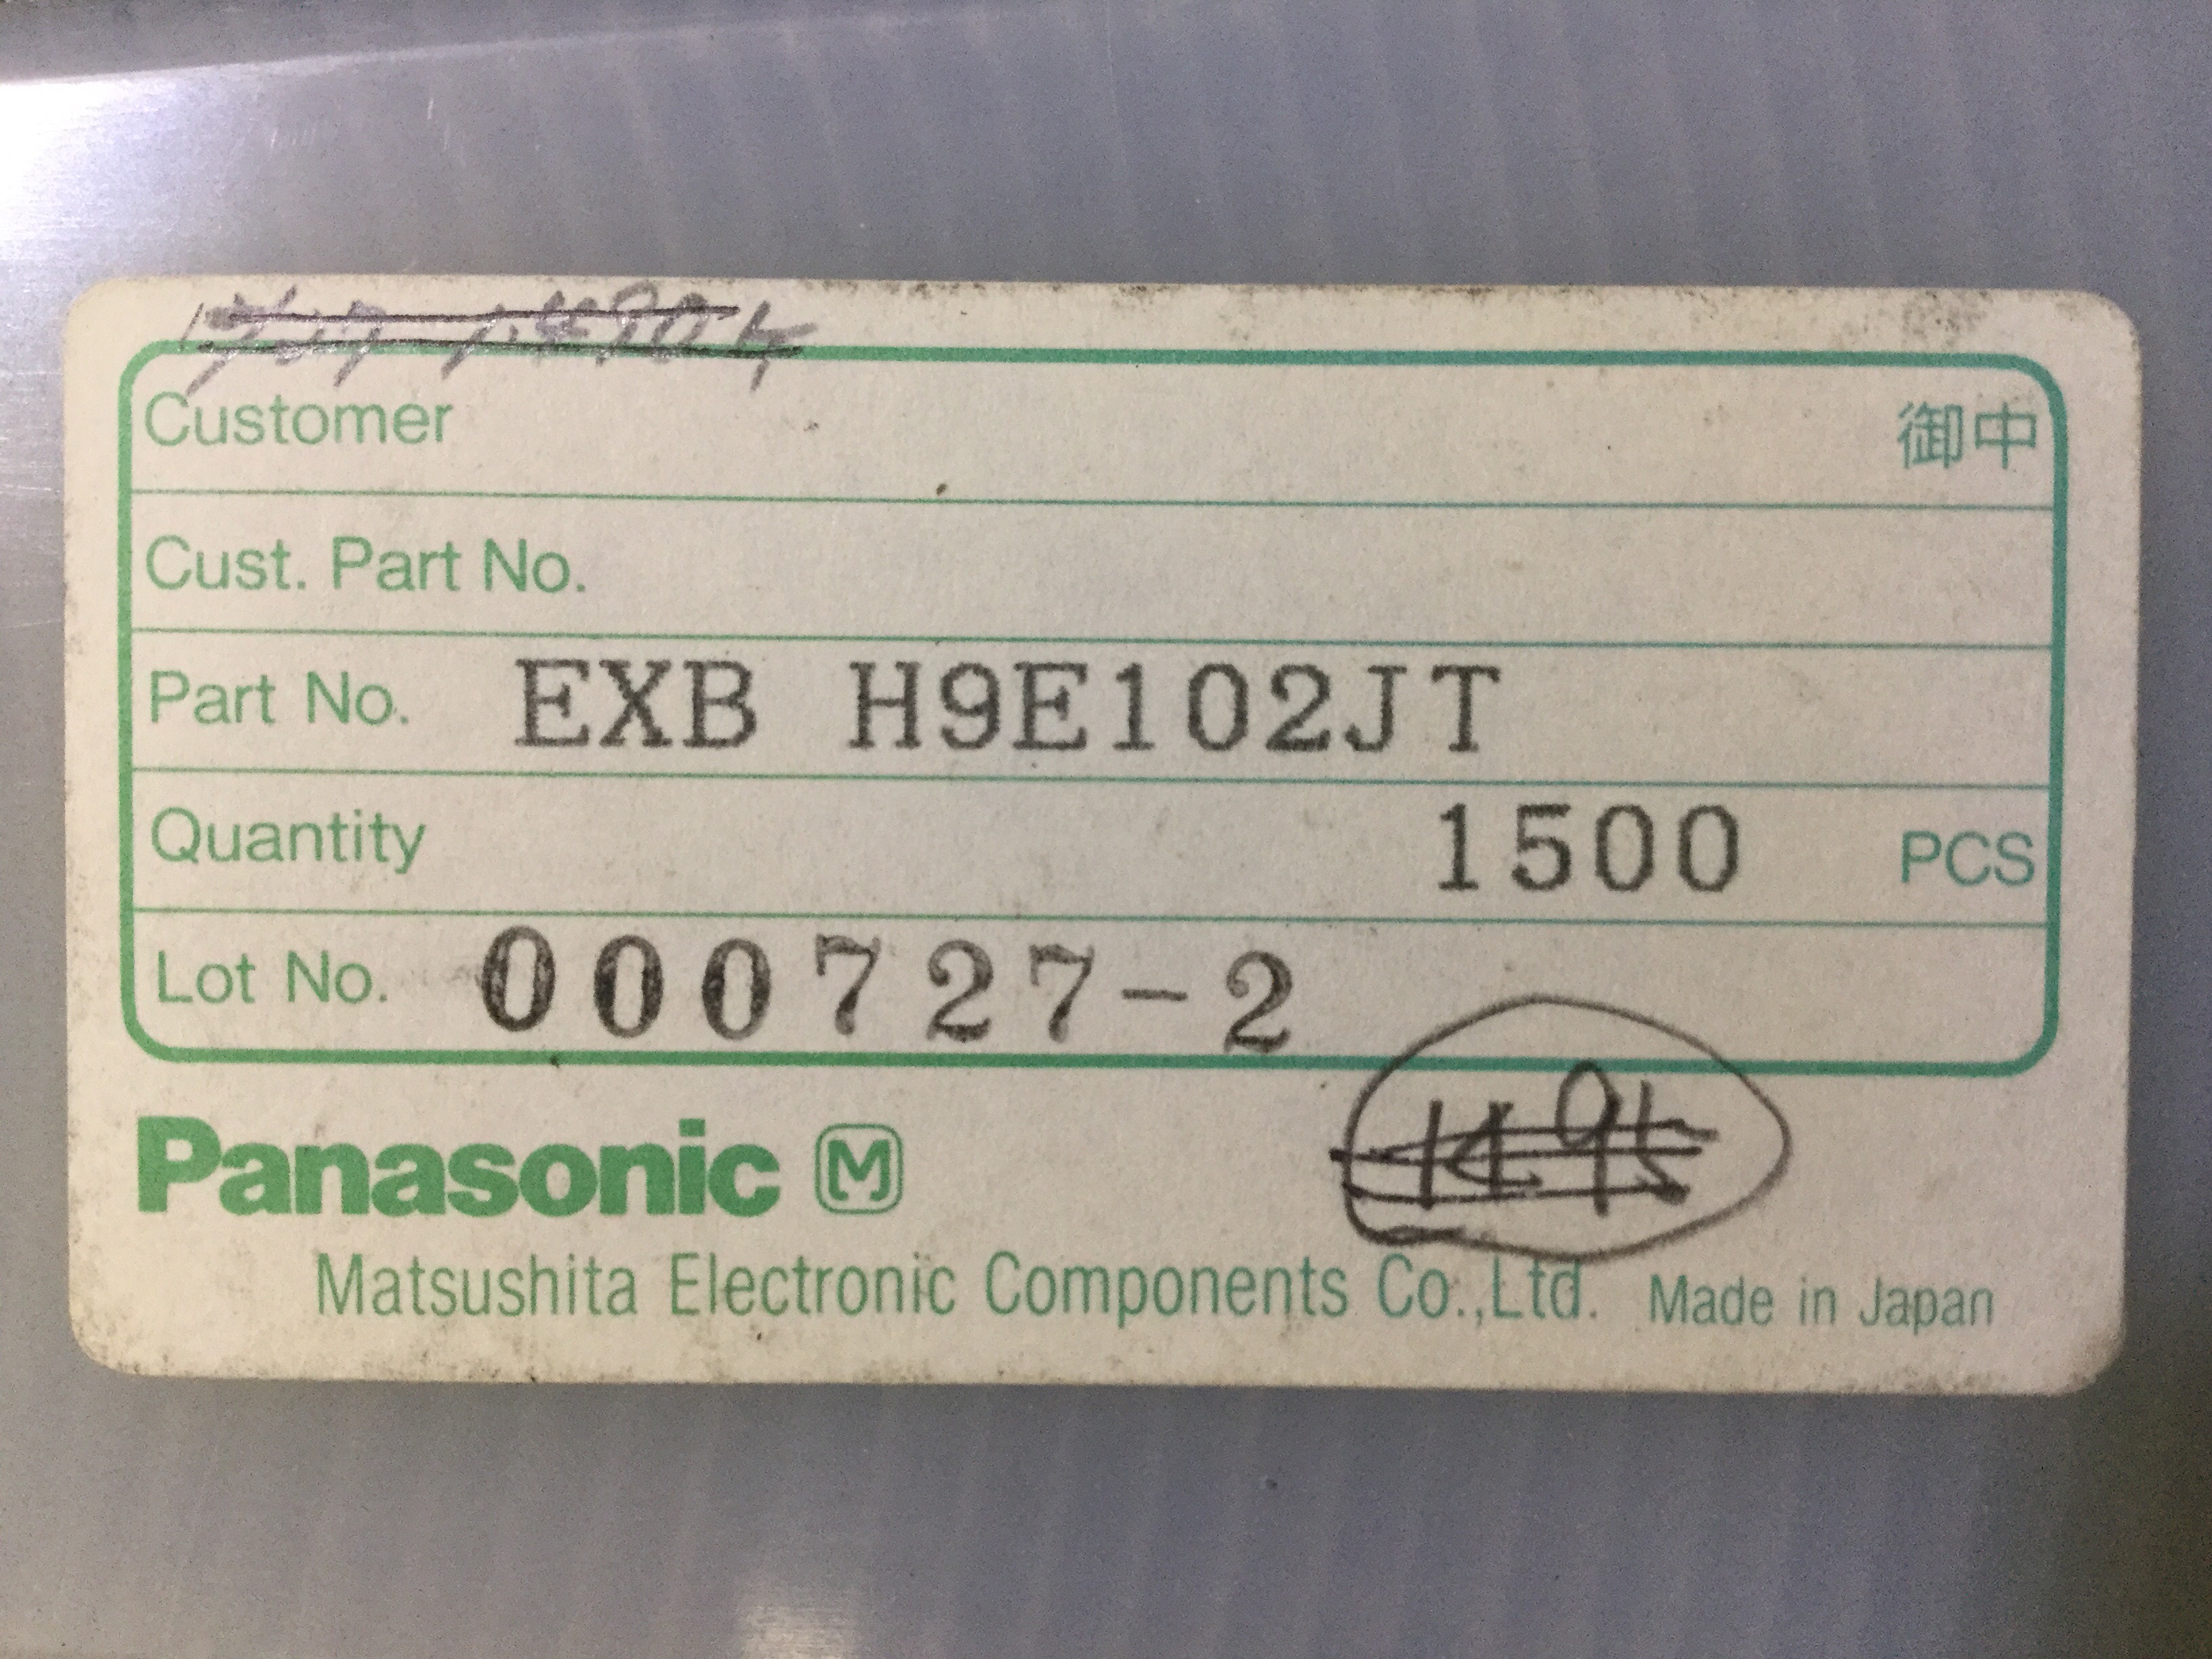 Customer 御中
Cust. Part No.
Part No. EXB H9E102JT
Quantity 1500 PCS
Lot No. 000727-2
Panasonic M
Matsushita Electronic Components Co.,Ltd. Made in Japan